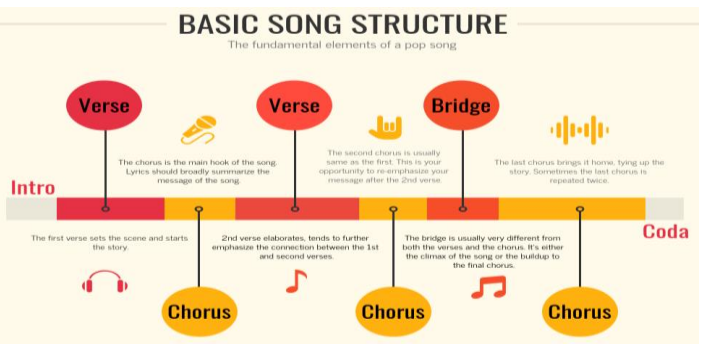 BASIC SONG STRUCTURE
The fundamental elements of a pop song
Verse
Verse
Bridge
The chorus is the main hook of the song.
Lyrics should broadly summarize the
message of the song.
The second chorus is usually
same as the first. This is your
opportunity to re-emphasize your
message after the 2nd verse.
The last chorus brings it home, tying up the
story. Sometimes the last chorus is
repeated twice.
Intro
Coda
The first verse sets the scene and starts
the story.
2nd verse elaborates, tends to further
emphasize the connection between the 1st
and second verses.
The bridge is usually very different from
both the verses and the chorus. It's either
the climax of the song or the buildup to
the final chorus.
Chorus
Chorus
Chorus